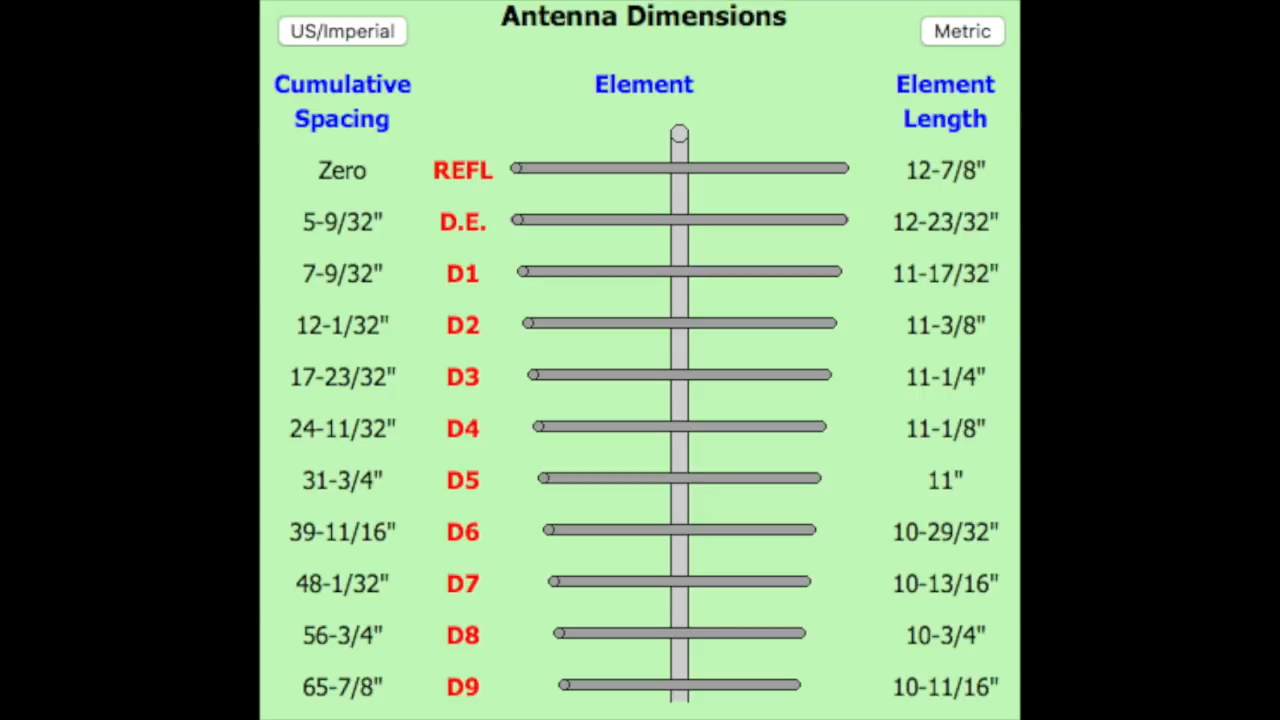 Antenna Dimensions
US/Imperial
Metric
Cumulative Spacing
Element
Element Length
Zero REFL 12-7/8"
5-9/32" D.E. 12-23/32"
7-9/32" D1 11-17/32"
12-1/32" D2 11-3/8"
17-23/32" D3 11-1/4"
24-11/32" D4 11-1/8"
31-3/4" D5 11"
39-11/16" D6 10-29/32"
48-1/32" D7 10-13/16"
56-3/4" D8 10-3/4"
65-7/8" D9 10-11/16"